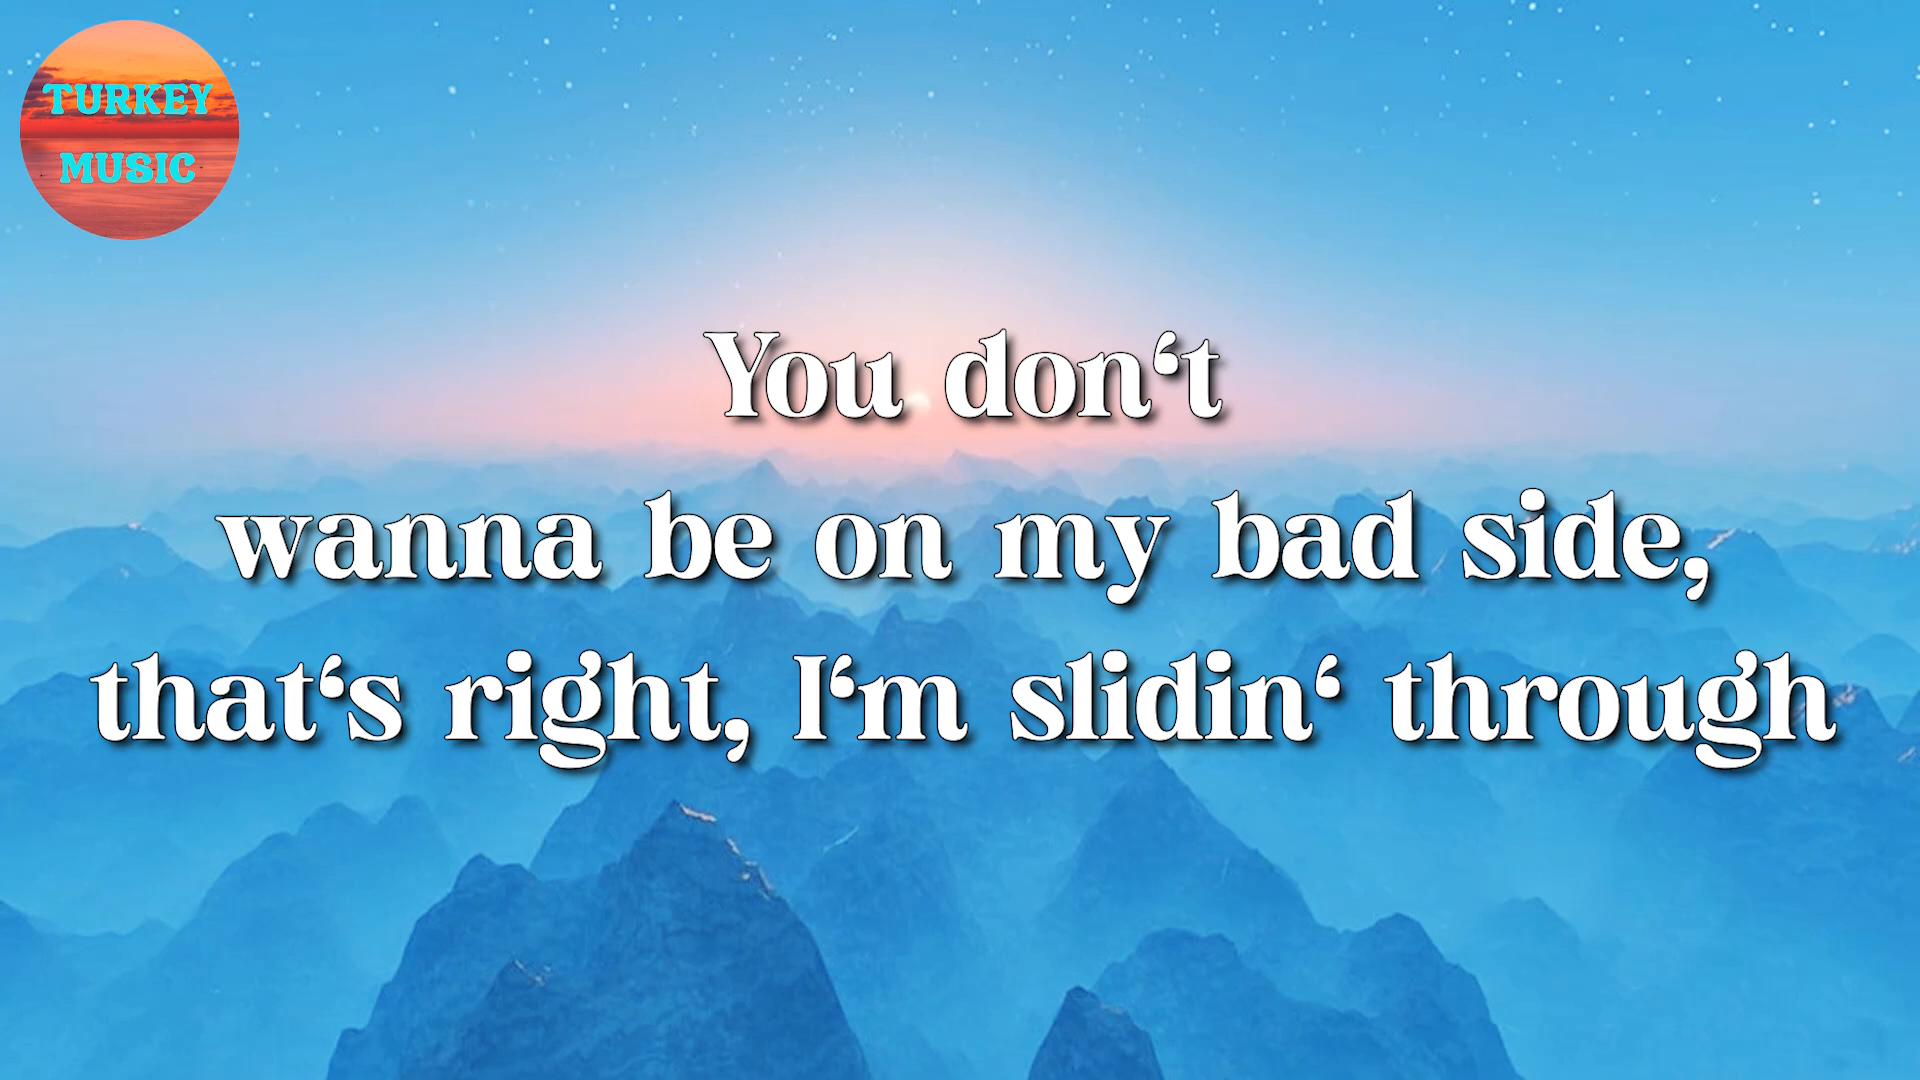 TURKEY
MUSIC
You don‘t
wanna be on my bad side,
that‘s right, I‘m slidin‘ through